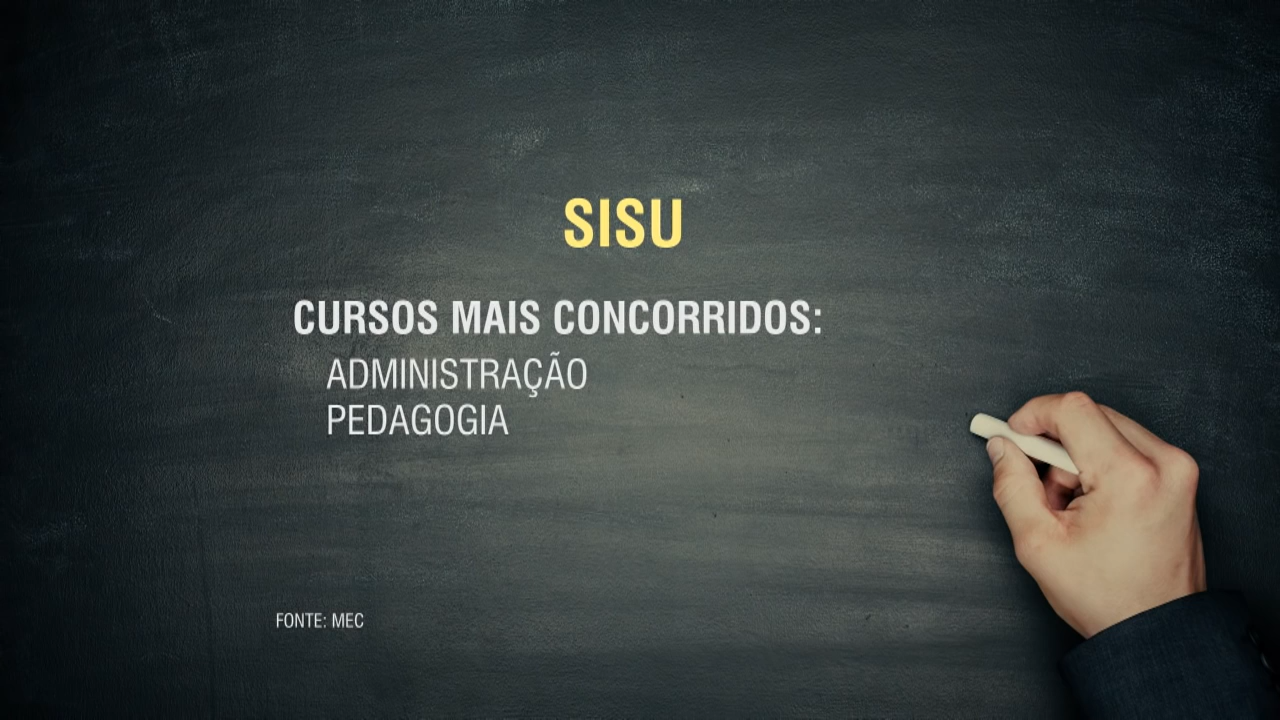 SISU
CURSOS MAIS CONCORRIDOS:
ADMINISTRAÇÃO
PEDAGOGIA
FONTE: MEC